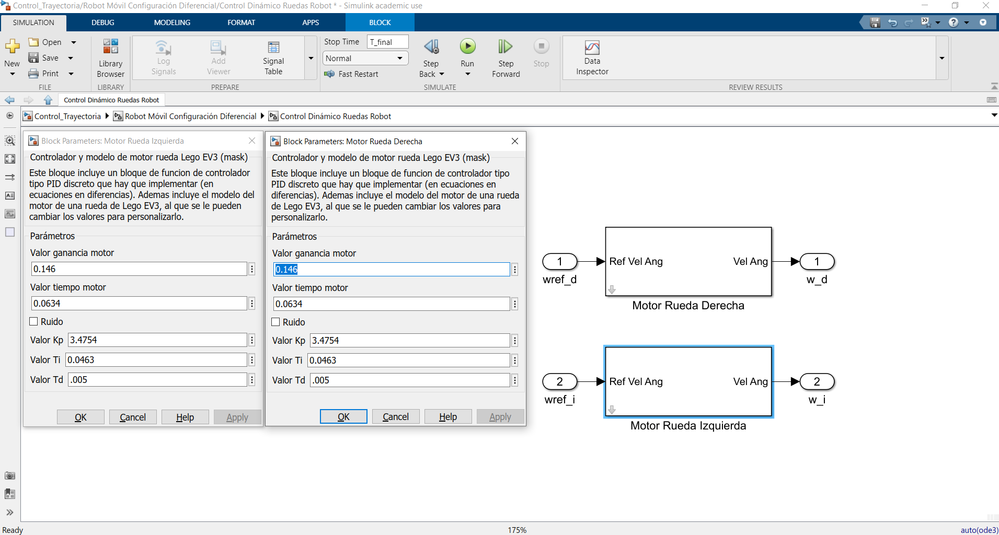 Control_Trayectoria/Robot Móvil Configuración Diferencial/Control Dinámico Ruedas Robot * - Simulink academic use
SIMULATION
DEBUG
MODELING
FORMAT
APPS
BLOCK
New
Open
Save
Print
FILE
Library
Browser
LIBRARY
Log
Signals
Add
Viewer
Signal
Table
PREPARE
Stop Time
T_final
Normal
Fast Restart
Step
Back
Run
Step
Forward
Stop
SIMULATE
Data
Inspector
REVIEW RESULTS
Control Dinámico Ruedas Robot
Control_Trayectoria
Robot Móvil Configuración Diferencial
Control Dinámico Ruedas Robot
Block Parameters: Motor Rueda Izquierda
Controlador y modelo de motor rueda Lego EV3 (mask)
Este bloque incluye un bloque de funcion de controlador
tipo PID discreto que hay que implementar (en
ecuaciones en diferencias). Ademas incluye el modelo del
motor de una rueda de Lego EV3, al que se le pueden
cambiar los valores para personalizarlo.
Parámetros
Valor ganancia motor
0.146
Valor tiempo motor
0.0634
Ruido
Valor Kp 3.4754
Valor Ti 0.0463
Valor Td .005
OK
Cancel
Help
Apply
Block Parameters: Motor Rueda Derecha
Controlador y modelo de motor rueda Lego EV3 (mask)
Este bloque incluye un bloque de funcion de controlador tipo
PID discreto que hay que implementar (en ecuaciones en
diferencias). Ademas incluye el modelo del motor de una rueda
de Lego EV3, al que se le pueden cambiar los valores para
personalizarlo.
Parámetros
Valor ganancia motor
0.146
Valor tiempo motor
0.0634
Ruido
Valor Kp 3.4754
Valor Ti 0.0463
Valor Td .005
OK
Cancel
Help
Apply
1
wref_d
Ref Vel Ang
Vel Ang
1
w_d
Motor Rueda Derecha
2
wref_i
Ref Vel Ang
Vel Ang
2
w_i
Motor Rueda Izquierda
Ready
175%
auto(ode3)